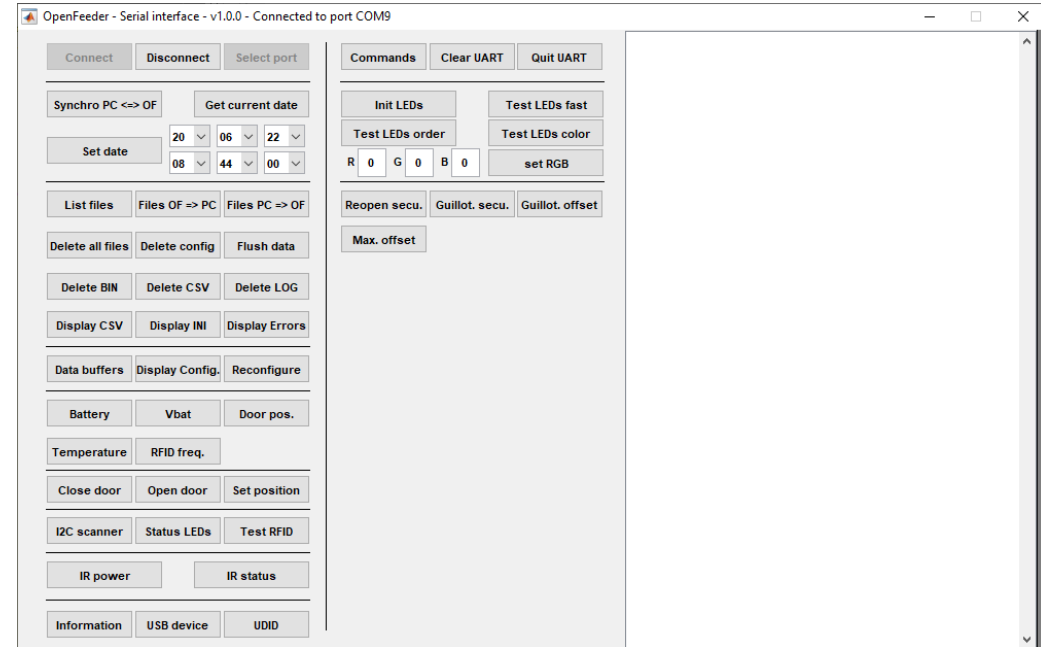 OpenFeeder - Serial interface - v1.0.0 - Connected to port COM9
Connect Disconnect Select port
Synchro PC <=> OF Get current date
Set date 20 06 22
08 44 00
List files Files OF => PC Files PC => OF
Delete all files Delete config Flush data
Delete BIN Delete CSV Delete LOG
Display CSV Display INI Display Errors
Data buffers Display Config. Reconfigure
Battery Vbat Door pos.
Temperature RFID freq.
Close door Open door Set position
I2C scanner Status LEDs Test RFID
IR power IR status
Information USB device UDID
Commands Clear UART Quit UART
Init LEDs Test LEDs fast
Test LEDs order Test LEDs color
R 0 G 0 B 0 set RGB
Reopen secu. Guillot. secu. Guillot. offset
Max. offset